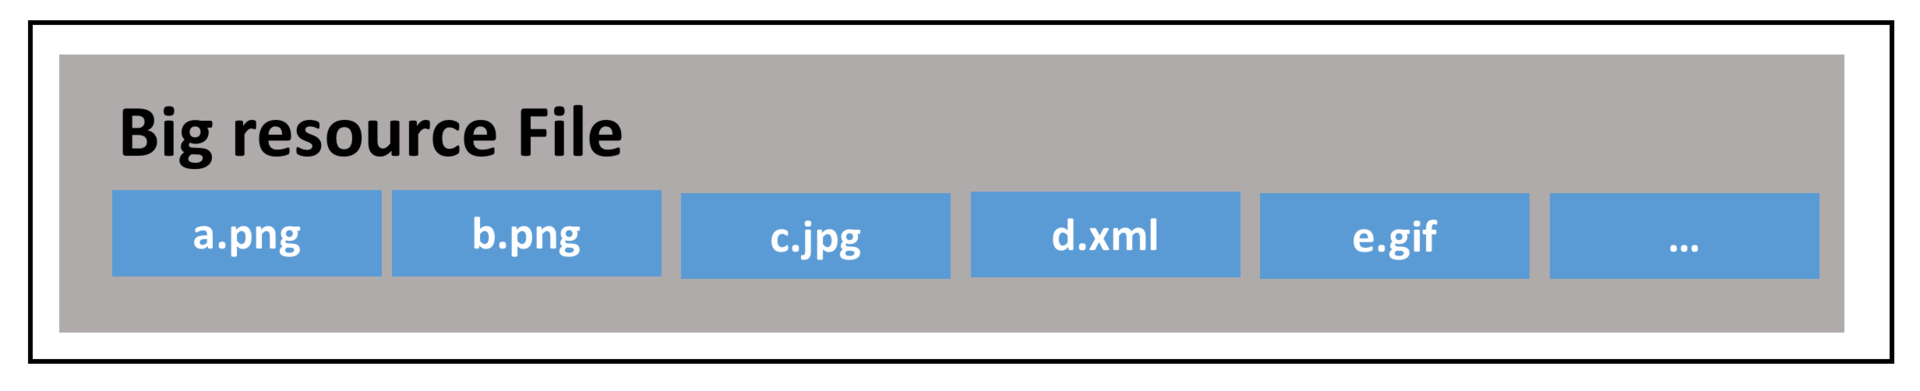 Big resource File
a.png b.png c.jpg d.xml e.gif ...